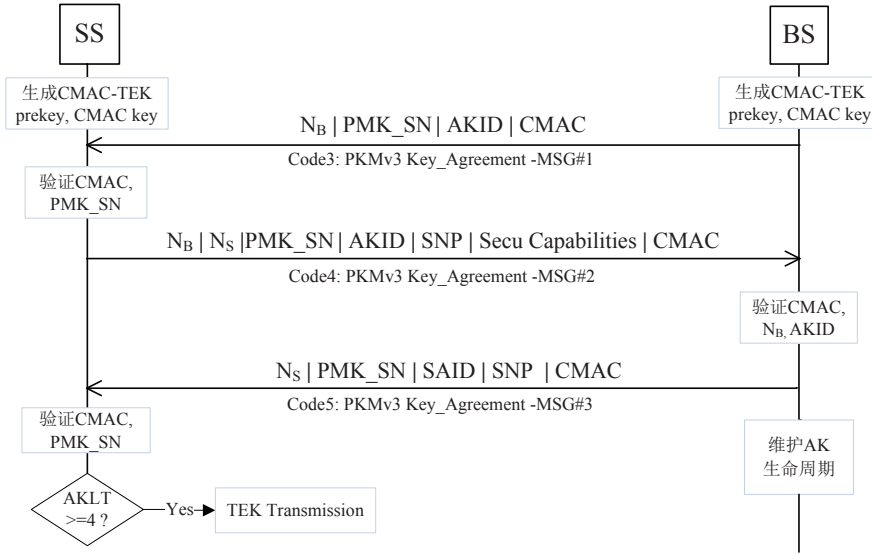 SS
BS
生成CMAC-TEK
prekey, CMAC key
生成CMAC-TEK
prekey, CMAC key
N_B | PMK_SN | AKID | CMAC
Code3: PKMv3 Key_Agreement -MSG#1
验证CMAC,
PMK_SN
N_B | N_S |PMK_SN | AKID | SNP | Secu Capabilities | CMAC
Code4: PKMv3 Key_Agreement -MSG#2
验证CMAC,
N_B, AKID
N_S | PMK_SN | SAID | SNP | CMAC
Code5: PKMv3 Key_Agreement -MSG#3
验证CMAC,
PMK_SN
维护AK
生命周期
AKLT
>=4 ?
Yes
TEK Transmission